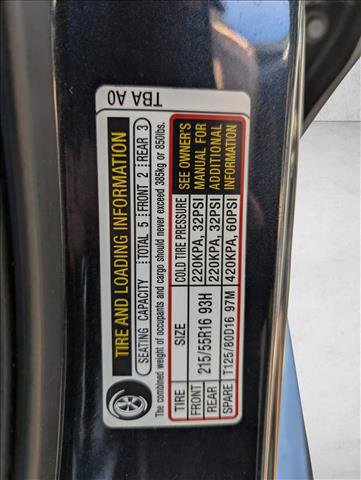 TBA A0
TIRE AND LOADING INFORMATION
SEATING CAPACITY | TOTAL 5 | FRONT 2 | REAR 3
The combined weight of occupants and cargo should never exceed 385kg or 850lbs.
TIRE SIZE COLD TIRE PRESSURE SEE OWNER'S MANUAL FOR ADDITIONAL INFORMATION
FRONT 215/55R16 93H 220KPA, 32PSI
REAR 220KPA, 32PSI
SPARE T125/80D16 97M 420KPA, 60PSI